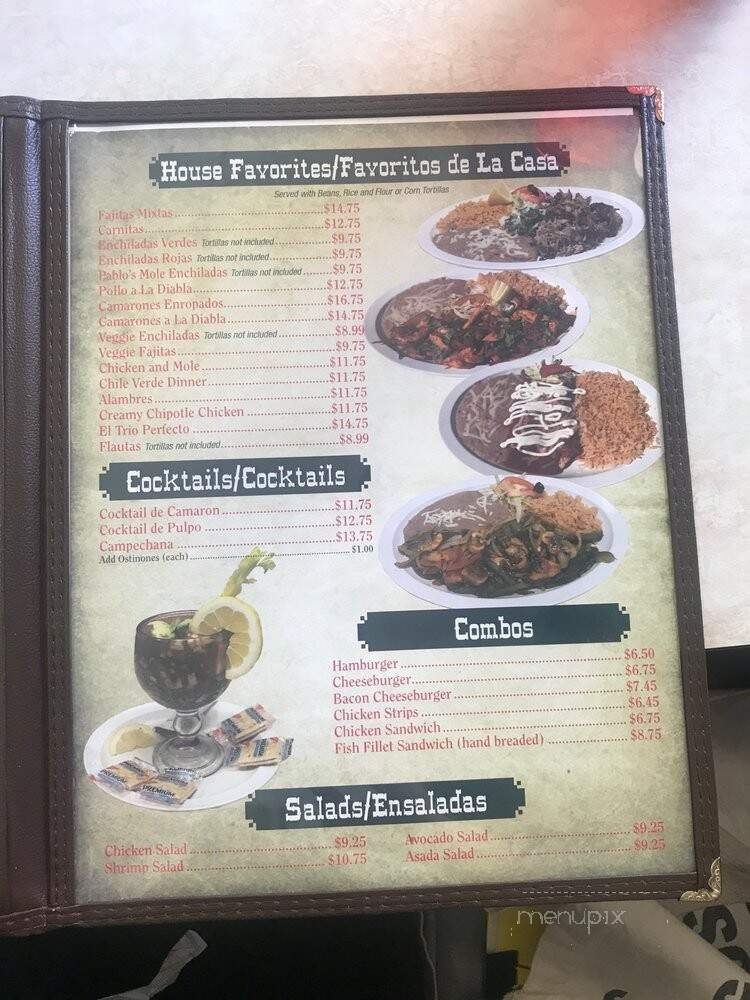 House Favorites/Favoritos de La Casa
Served with Beans, Rice and Flour or Corn Tortillas
Fajitas Mixtas $14.75
Carnitas $12.75
Enchiladas Verdes Tortillas not included $9.75
Enchiladas Rojas Tortillas not included $9.75
Pablo's Mole Enchiladas Tortillas not included $9.75
Pollo a La Diabla $12.75
Camarones Enropados $16.75
Camarones a La Diabla $14.75
Veggie Enchiladas Tortillas not included $8.99
Veggie Fajitas $9.75
Chicken and Mole $11.75
Chile Verde Dinner $11.75
Alambres $11.75
Creamy Chipotle Chicken $11.75
El Trio Perfecto $14.75
Flautas Tortillas not included $8.99
Cocktails/Cocktails
Cocktail de Camaron $11.75
Cocktail de Pulpo $12.75
Campechana $13.75
Add Ostinones (each) $1.00
Combos
Hamburger $6.50
Cheeseburger $6.75
Bacon Cheeseburger $7.45
Chicken Strips $6.45
Chicken Sandwich $6.75
Fish Fillet Sandwich (hand breaded) $8.75
PREMIUM
Salads/Ensaladas
Chicken Salad $9.25
Shrimp Salad $10.75
Avocado Salad $9.25
Asada Salad $9.25
menupix